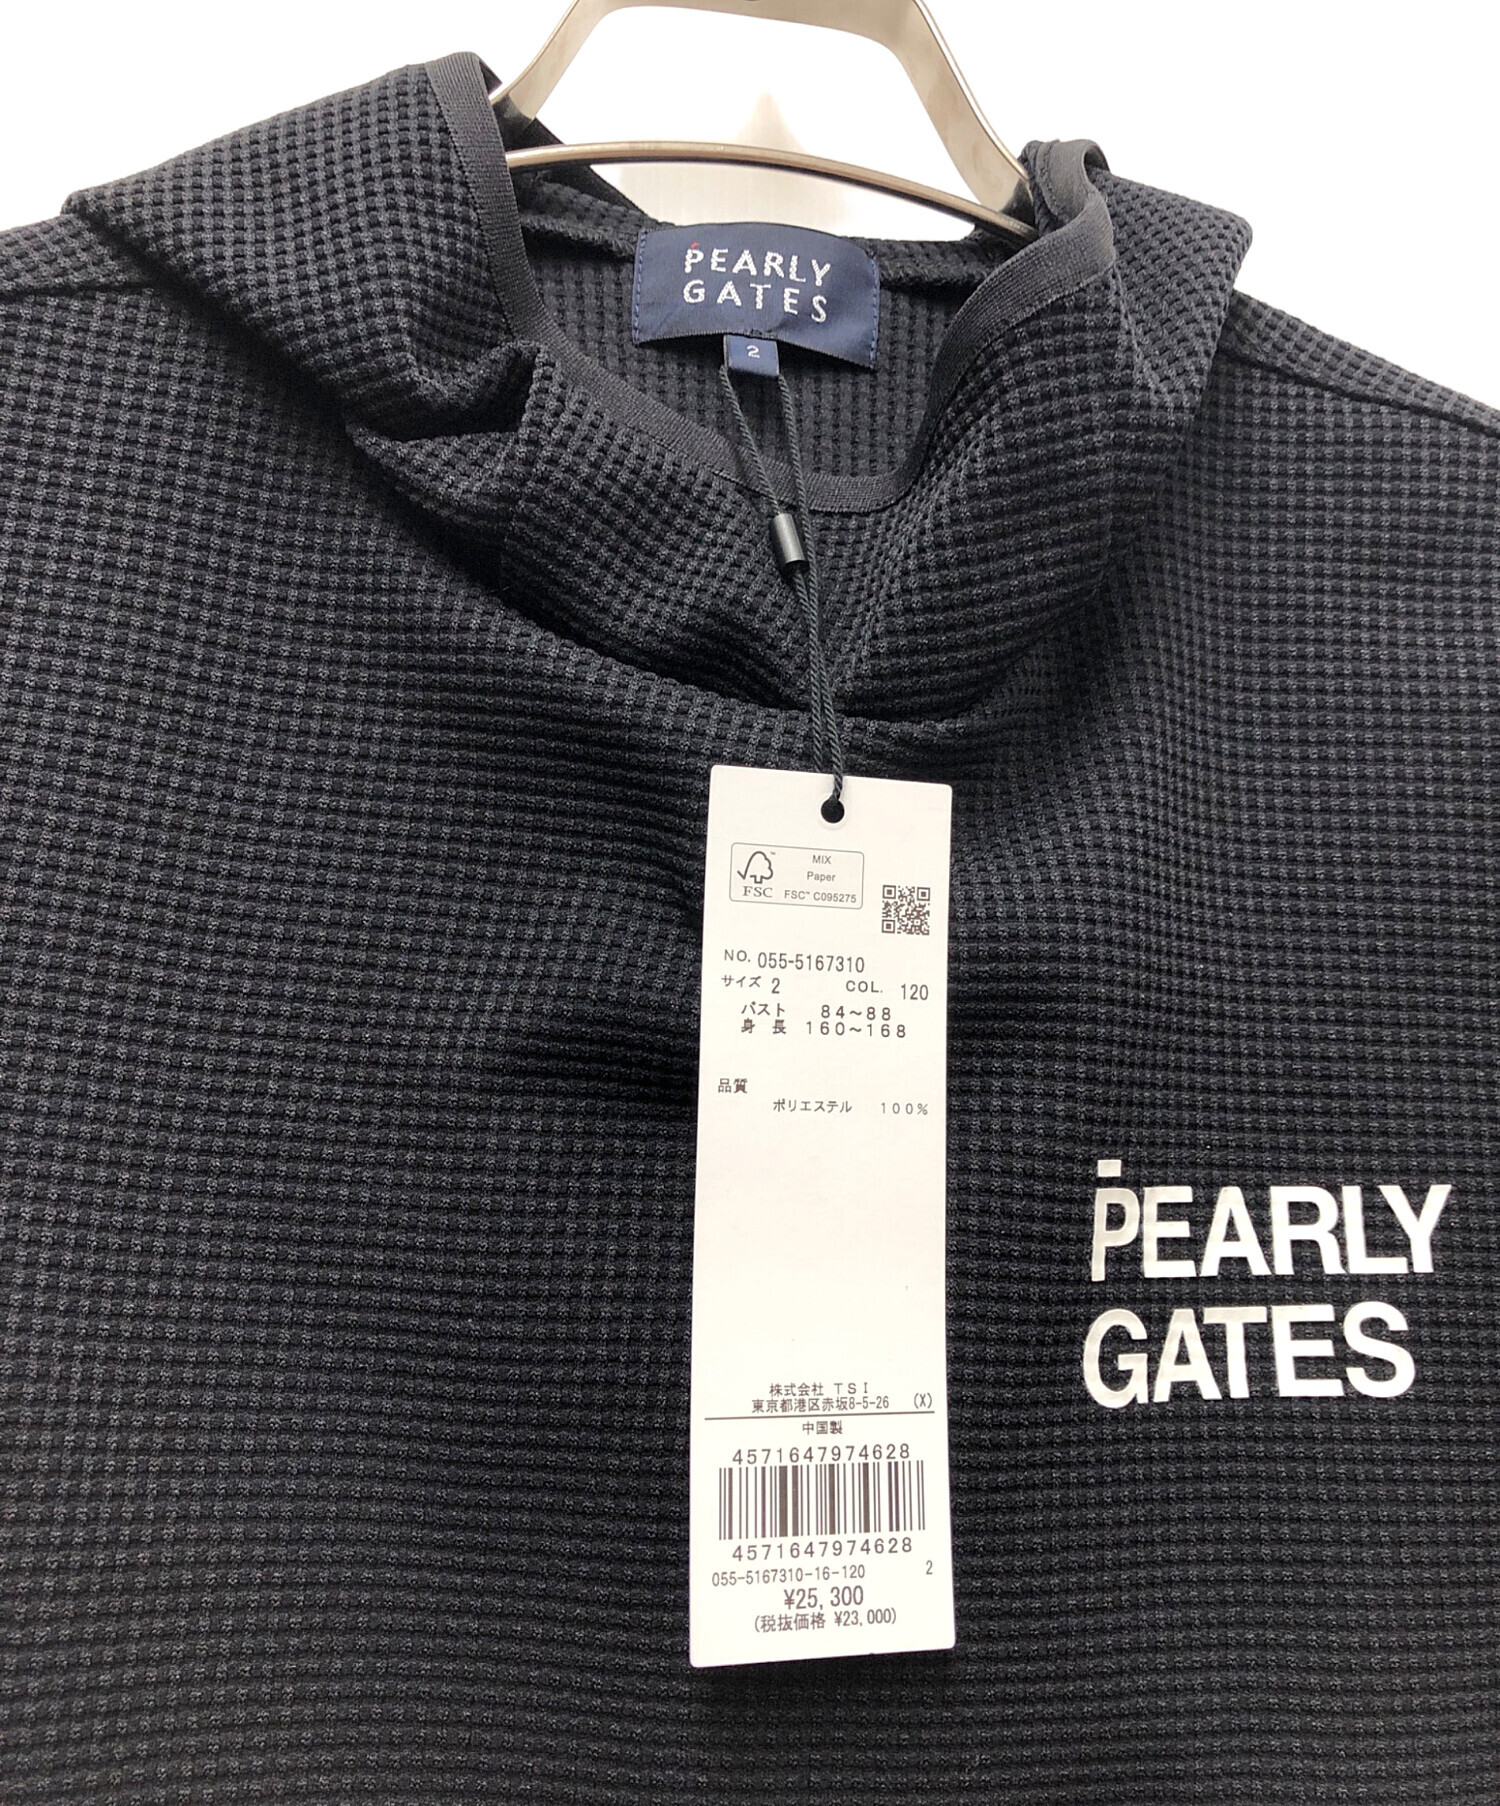 PEARLY
GATES
2
MIX
Paper
FSC
FSC™ C095275
NO. 055-5167310
サイズ 2 COL. 120
バスト 84～88
身長 160～168
品質
ポリエステル 100%
PEARLY
GATES
株式会社 TSI
東京都港区赤坂8-5-26 (X)
中国製
4571647974628
4571647974628
055-5167310-16-120 2
¥25,300
(税抜価格 ¥23,000)